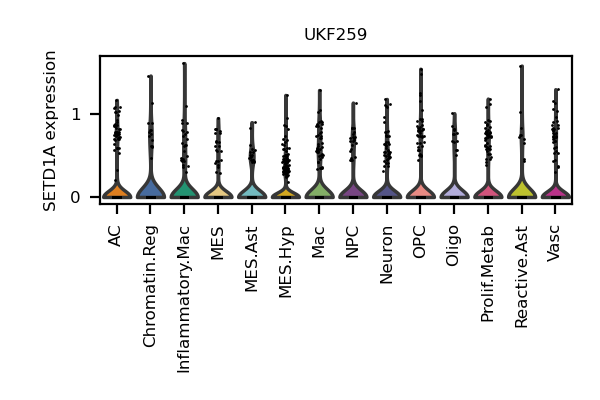 UKF259
SETD1A expression
1
0
AC
Chromatin.Reg
Inflammatory.Mac
MES
MES.Ast
MES.Hyp
Mac
NPC
Neuron
OPC
Oligo
Prolif.Metab
Reactive.Ast
Vasc